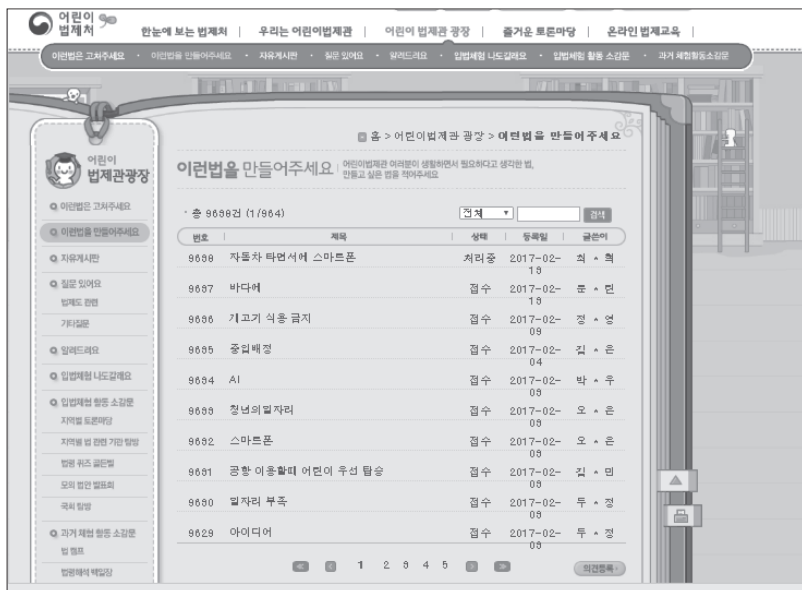 어린이
법제처
한눈에 보는 법제처 | 우리는 어린이법제관 | 어린이 법제관 광장 | 즐거운 토론마당 | 온라인 법제교육 |
이런법은 고쳐주세요 · 이런법을 만들어주세요 · 자유게시판 · 질문 있어요 · 알려드려요 · 입법체험 나도갈래요 · 입법체험 활동 소감문 · 과거 체험활동소감문
홈 > 어린이법제관 광장 > 이런법을 만들어주세요
어린이
법제관광장
이런법을 만들어주세요
어린이법제관 여러분이 생활하면서 필요하다고 생각한 법,
만들고 싶은 법을 적어주세요
이런법은 고쳐주세요
이런법을 만들어주세요
자유게시판
질문 있어요
법제도 관련
기타질문
알려드려요
입법체험 나도갈래요
입법체험 활동 소감문
지역별 토론마당
지역별 법 관련 기관 탐방
법령 퀴즈 골든벨
모의 법안 발표회
국회 탐방
과거 체험 활동 소감문
법 캠프
법광해석 백일장
총 9698건 (1/964)
전체
검색
번호 | 제목 | 상태 | 등록일 | 글쓴이
9698 자동차 타면서에 스마트폰 처리중 2017-02-
9697 바다에 접수 2017-02-
9696 개고기 식용 금지 접수 2017-02- 정 * 영
09
9695 중입배정 접수 2017-02- 김 * 은
04
9694 AI 접수 2017-02- 박 * 우
청년의일자리 접수 2017-02- 오 * 은
9692 스마트폰 접수 2017-02- 오 * 은
9691 공항 이용할때 어린이 우선 탑승 접수 2017-02- 김 * 민
9690 일자리 부족 접수 2017-02- 두 * 정
아이디어 접수 2017-02- 두 * 정
1 2 3 4 5
의견등록